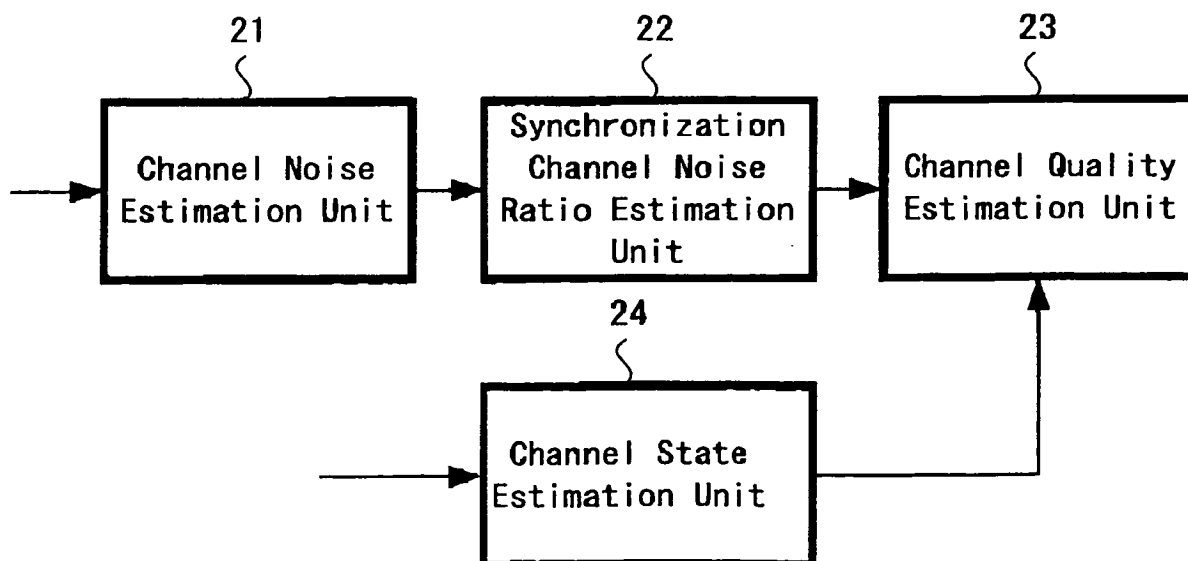 21
22
23
Channel Noise
Estimation Unit
Synchronization
Channel Noise
Ratio Estimation
Unit
Channel Quality
Estimation Unit
24
Channel State
Estimation Unit